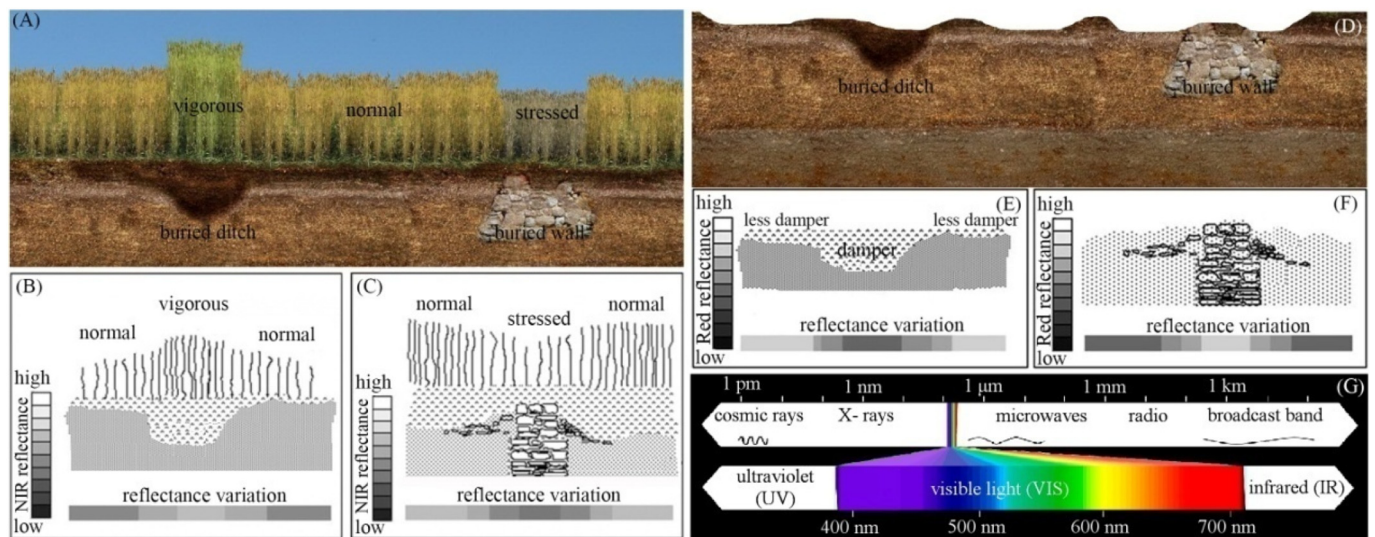 (A)
vigorous
normal
stressed
buried ditch
buried wall
(B)
vigorous
normal
normal
high
NIR reflectance
low
reflectance variation
(C)
normal
stressed
normal
high
NIR reflectance
low
reflectance variation
(D)
buried ditch
buried wall
(E)
high
Red reflectance
low
less damper
less damper
damper
reflectance variation
(F)
high
Red reflectance
low
reflectance variation
(G)
1 pm 1 nm 1 μm 1 mm 1 km
cosmic rays X- rays microwaves radio broadcast band
ultraviolet
(UV)
visible light (VIS)
infrared (IR)
400 nm 500 nm 600 nm 700 nm